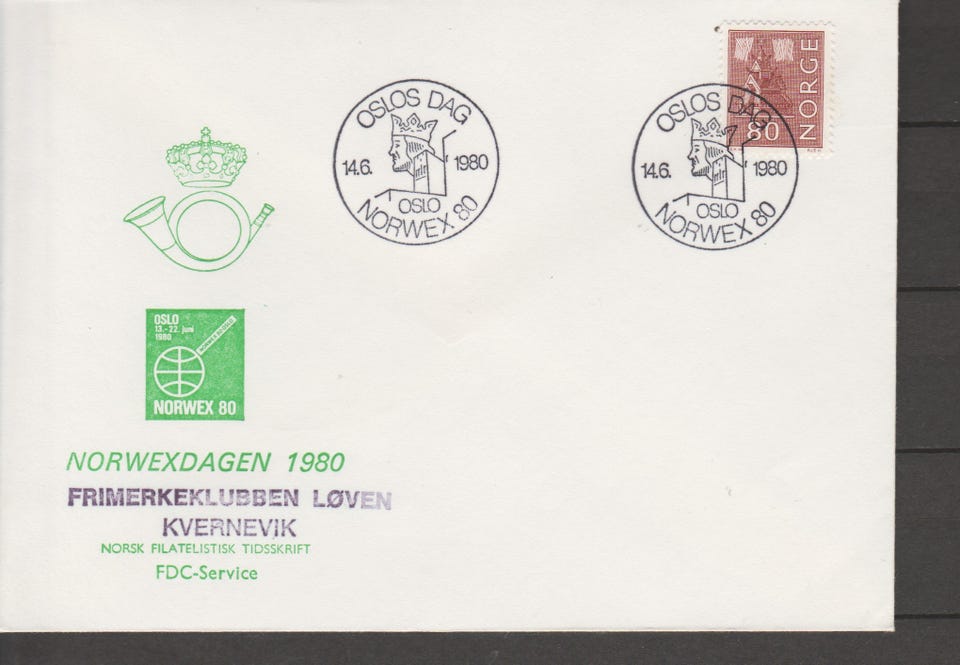 OSLOS DAG
14.6. 1980
OSLO
NORWEX 80
OSLOS DAG
14.6. 1980
OSLO
NORWEX 80
NORGE
80
OSLO
13.-22. juni
1980
NORWEX 80
NORWEXDAGEN 1980
FRIMERKEKLUBBEN LØVEN
KVERNEVIK
NORSK FILATELISTISK TIDSSKRIFT
FDC-Service